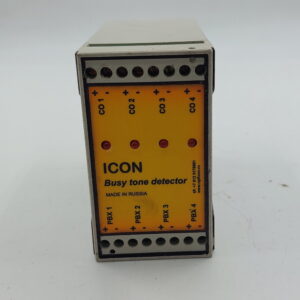 + - + - + - + -
CO 1 CO 2 CO 3 CO 4
ICON
Busy tone detector
MADE IN RUSSIA
PBX 1 PBX 2 PBX 3 PBX 4
+ - + - + - + -